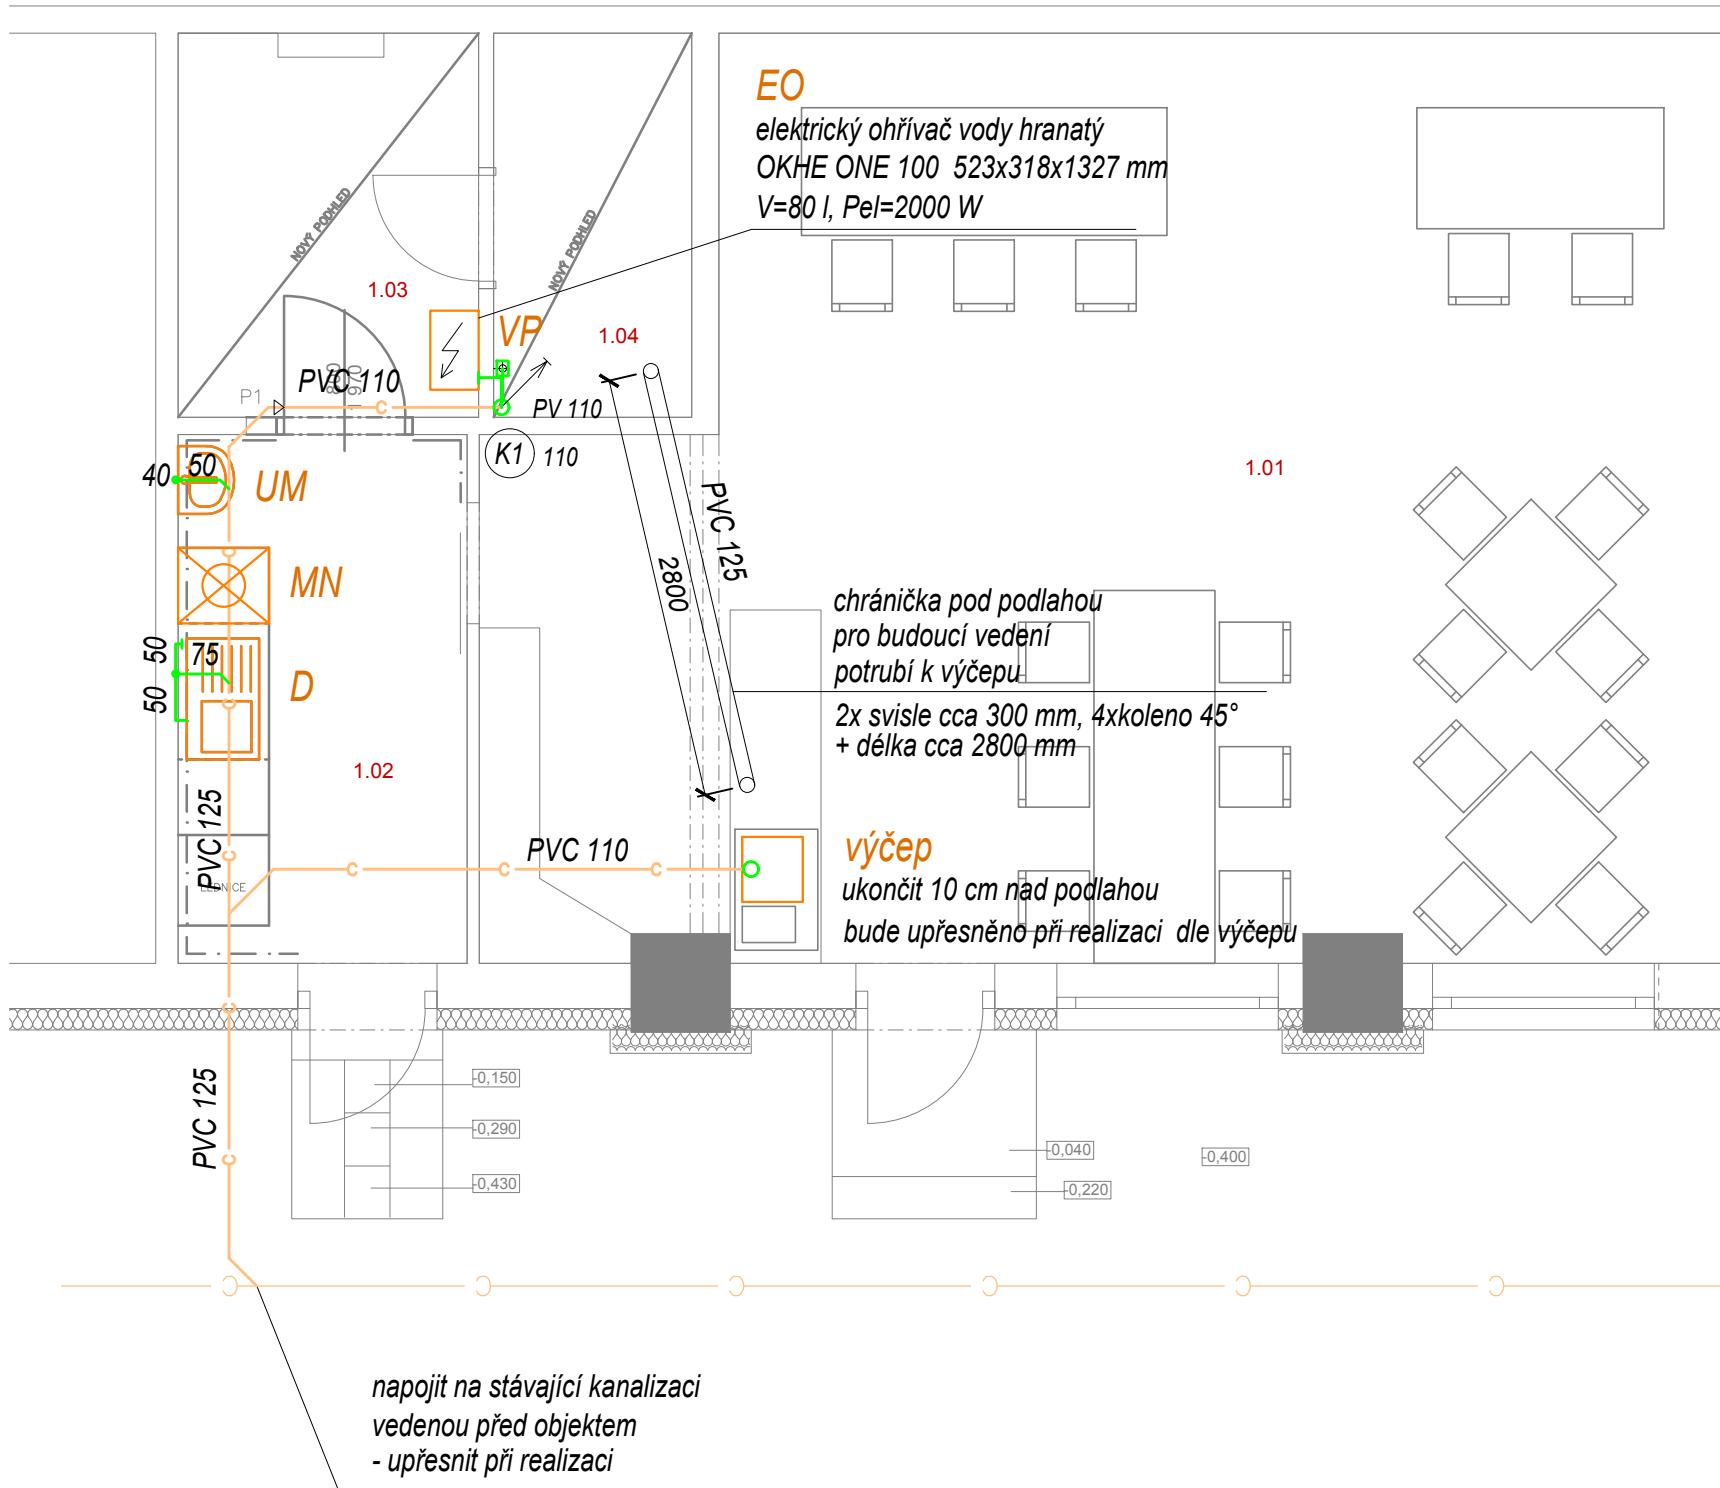 EO
elektrický ohřívač vody hranatý
OKHE ONE 100 523x318x1327 mm
V=80 l, Pel=2000 W
NOVÝ PODHLED
NOVÝ PODHLED
1.03
VP
1.04
PVC 110
800
1970
P1
PV 110
K1
110
40
50
UM
1.01
PVC 125
2800
MN
chránička pod podlahou
pro budoucí vedení
potrubí k výčepu
2x svisle cca 300 mm, 4xkoleno 45°
+ délka cca 2800 mm
50
75
50
D
1.02
PVC 125
LEDNICE
C
C
C
C
C
C
C
C
C
PVC 110
výčep
ukončit 10 cm nad podlahou
bude upřesněno při realizaci dle výčepu
PVC 125
-0,150
-0,290
-0,430
-0,040
-0,220
-0,400
napojit na stávající kanalizaci
vedenou před objektem
- upřesnit při realizaci